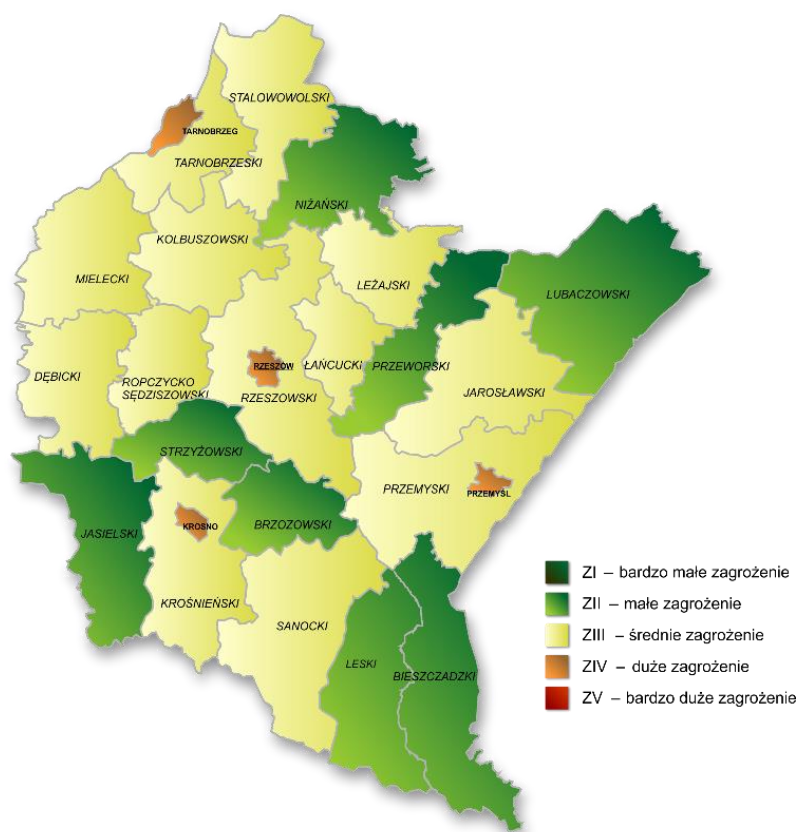 STALOWOWOLSKI
TARNOBRZEG
TARNOBRZESKI
NIŻAŃSKI
KOLBUSZOWSKI
MIELECKI
LEŻAJSKI
LUBACZOWSKI
DĘBICKI
ROPCZYCKO
SĘDZISZOWSKI
RZESZÓW
RZESZOWSKI
ŁAŃCUCKI
PRZEWORSKI
JAROSŁAWSKI
STRZYŻOWSKI
PRZEMYSKI
PRZEMYŚL
JASIELSKI
KROSNO
BRZOZOWSKI
KROŚNIEŃSKI
SANOCKI
LESKI
BIESZCZADZKI
ZI – bardzo małe zagrożenie
ZII – małe zagrożenie
ZIII – średnie zagrożenie
ZIV – duże zagrożenie
ZV – bardzo duże zagrożenie